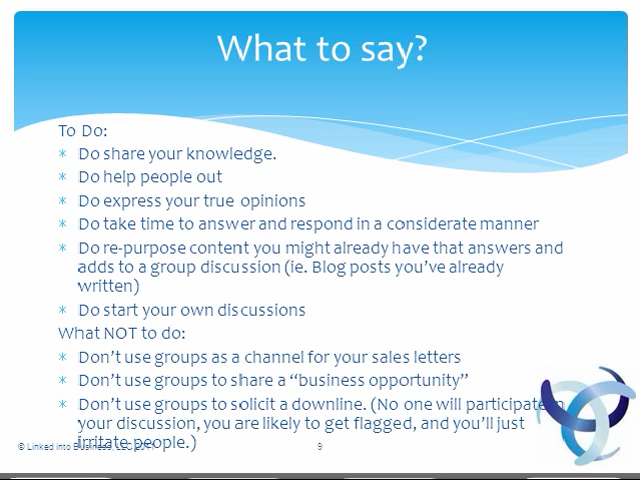 What to say?
To Do:
* Do share your knowledge.
* Do help people out
* Do express your true opinions
* Do take time to answer and respond in a considerate manner
* Do re-purpose content you might already have that answers and
adds to a group discussion (ie. Blog posts you've already
written)
* Do start your own discussions
What NOT to do:
* Don't use groups as a channel for your sales letters
* Don't use groups to share a “business opportunity”
* Don't use groups to solicit a downline. (No one will participate in
your discussion, you are likely to get flagged, and you'll just
irritate people.)
© Linked into Business, LLC 2011 9